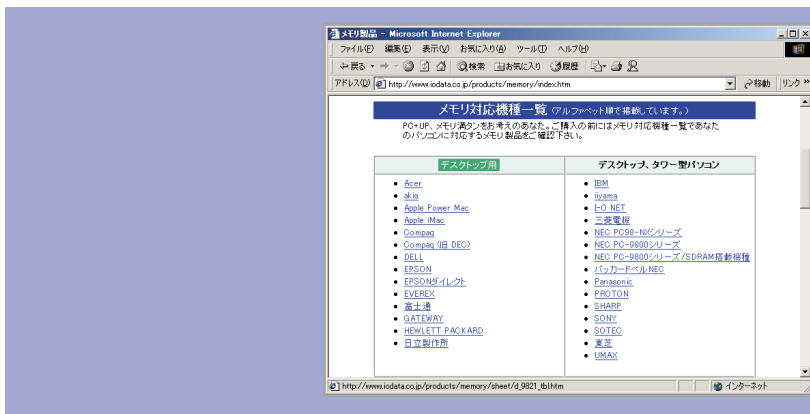 メモリ製品 - Microsoft Internet Explorer
ファイル(F) 編集(E) 表示(V) お気に入り(A) ツール(T) ヘルプ(H)
戻る 検索 お気に入り 履歴
アドレス(D) http://www.iodata.co.jp/products/memory/index.htm 移動 リンク »
メモリ対応機種一覧 (アルファベット順で掲載しています。)
PC+UP、メモリ満タンをお考えのあなた。ご購入の前にはメモリ対応機種一覧であなた
のパソコンに対応するメモリ製品をご確認下さい。
デスクトップ用
Acer
akia
Apple Power Mac
Apple iMac
Compaq
Compaq (旧 DEC)
DELL
EPSON
EPSONダイレクト
EVEREX
富士通
GATEWAY
HEWLETT PACKARD
日立製作所
デスクトップ、タワー型パソコン
IBM
iiyama
I-O NET
三菱電機
NEC PC98-NXシリーズ
NEC PC-9800シリーズ
NEC PC-9800シリーズ/SDRAM搭載機種
パッカードベルNEC
Panasonic
PROTON
SHARP
SONY
SOTEC
東芝
UMAX
http://www.iodata.co.jp/products/memory/sheet/d_9821_tbl.htm インターネット